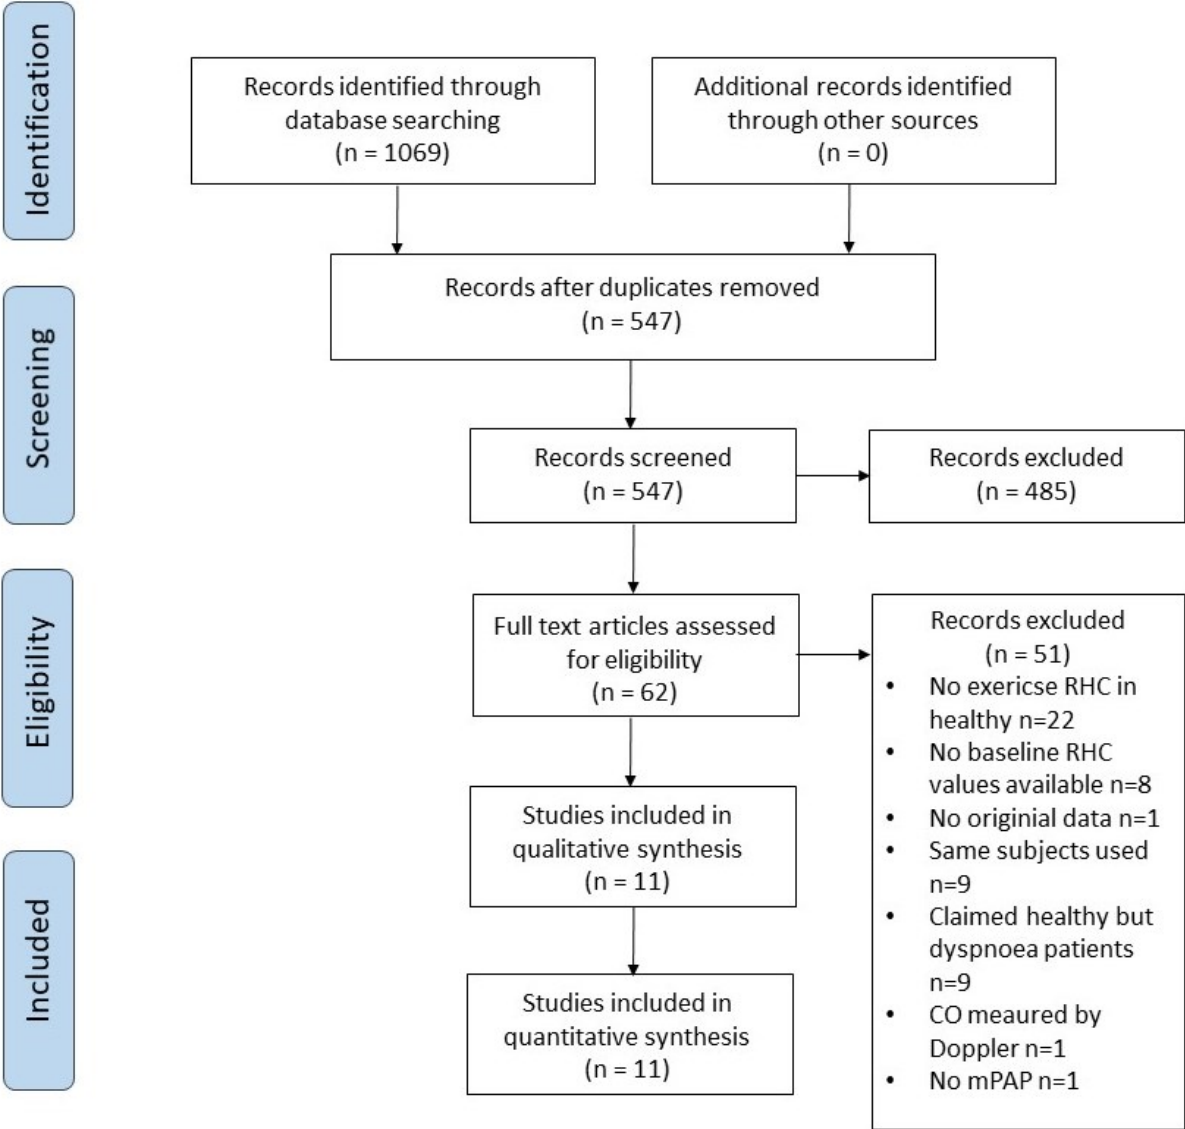 Identification
Records identified through
database searching
(n = 1069)
Additional records identified
through other sources
(n = 0)
Records after duplicates removed
(n = 547)
Screening
Records screened
(n = 547)
Records excluded
(n = 485)
Eligibility
Full text articles assessed
for eligibility
(n = 62)
Records excluded
(n = 51)
• No exericse RHC in
healthy n=22
• No baseline RHC
values available n=8
• No originial data n=1
• Same subjects used
n=9
• Claimed healthy but
dyspnoea patients
n=9
• CO meaured by
Doppler n=1
• No mPAP n=1
Studies included in
qualitative synthesis
(n = 11)
Included
Studies included in
quantitative synthesis
(n = 11)